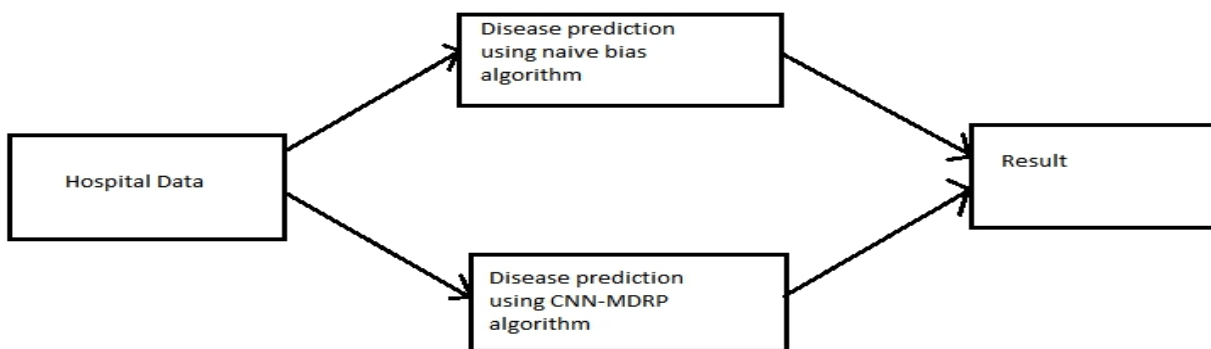 Disease prediction
using naive bias
algorithm
Hospital Data
Result
Disease prediction
using CNN-MDRP
algorithm